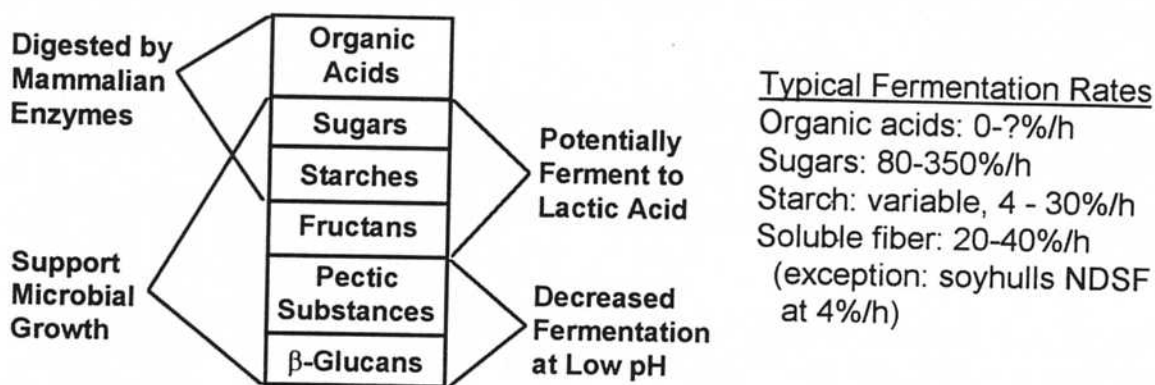 Digested by
Mammalian
Enzymes
Support
Microbial
Growth
Organic
Acids
Sugars
Starches
Fructans
Pectic
Substances
β-Glucans
Potentially
Ferment to
Lactic Acid
Decreased
Fermentation
at Low pH
Typical Fermentation Rates
Organic acids: 0-?%/h
Sugars: 80-350%/h
Starch: variable, 4 - 30%/h
Soluble fiber: 20-40%/h
(exception: soyhulls NDSF
at 4%/h)